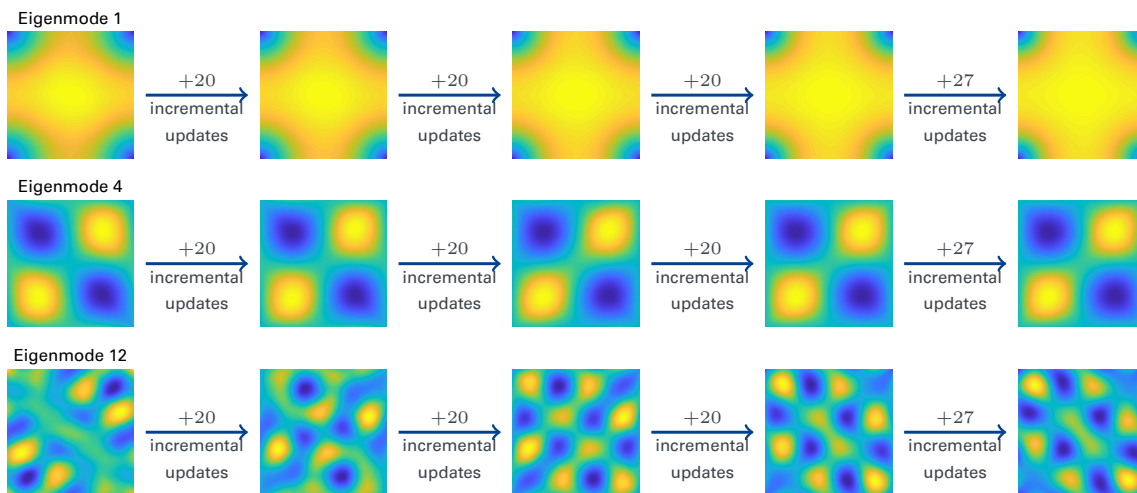 Eigenmode 1
+20 +20 +20 +27
incremental incremental incremental incremental
updates updates updates updates
Eigenmode 4
+20 +20 +20 +27
incremental incremental incremental incremental
updates updates updates updates
Eigenmode 12
+20 +20 +20 +27
incremental incremental incremental incremental
updates updates updates updates